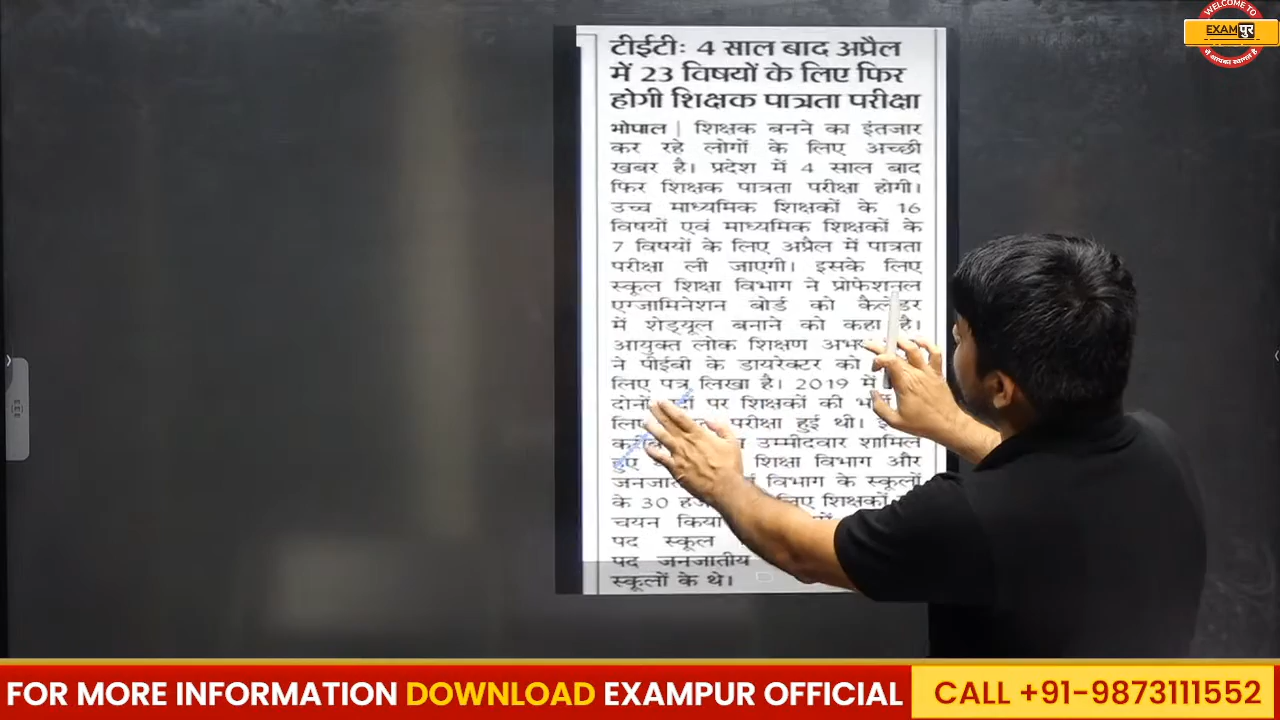 WELCOME TO
EXAMपुर
में आपका स्वागत है
टीईटीः 4 साल बाद अप्रैल
में 23 विषयों के लिए फिर
होगी शिक्षक पात्रता परीक्षा
भोपाल | शिक्षक बनने का इंतजार
कर रहे लोगों के लिए अच्छी
खबर है। प्रदेश में 4 साल बाद
फिर शिक्षक पात्रता परीक्षा होगी।
उच्च माध्यमिक शिक्षकों के 16
विषयों एवं माध्यमिक शिक्षकों के
7 विषयों के लिए अप्रैल में पात्रता
परीक्षा ली जाएगी। इसके लिए
स्कूल शिक्षा विभाग ने प्रोफेशनल
एग्जामिनेशन बोर्ड को कैलेंडर
में शेड्यूल बनाने को कहा है।
आयुक्त लोक शिक्षण
ने पीईबी के डायरेक्टर को
लिए पत्र लिखा है। 2019 में
दोनों पर शिक्षकों की
परीक्षा हुई थी।
उम्मीदवार शामिल
हुए शिक्षा विभाग और
विभाग के स्कूलों
के 30 लिए शिक्षकों
चयन किया
पद स्कूल
पद जनजातीय
स्कूलों के थे।
FOR MORE INFORMATION DOWNLOAD EXAMPUR OFFICIAL
CALL +91-9873111552